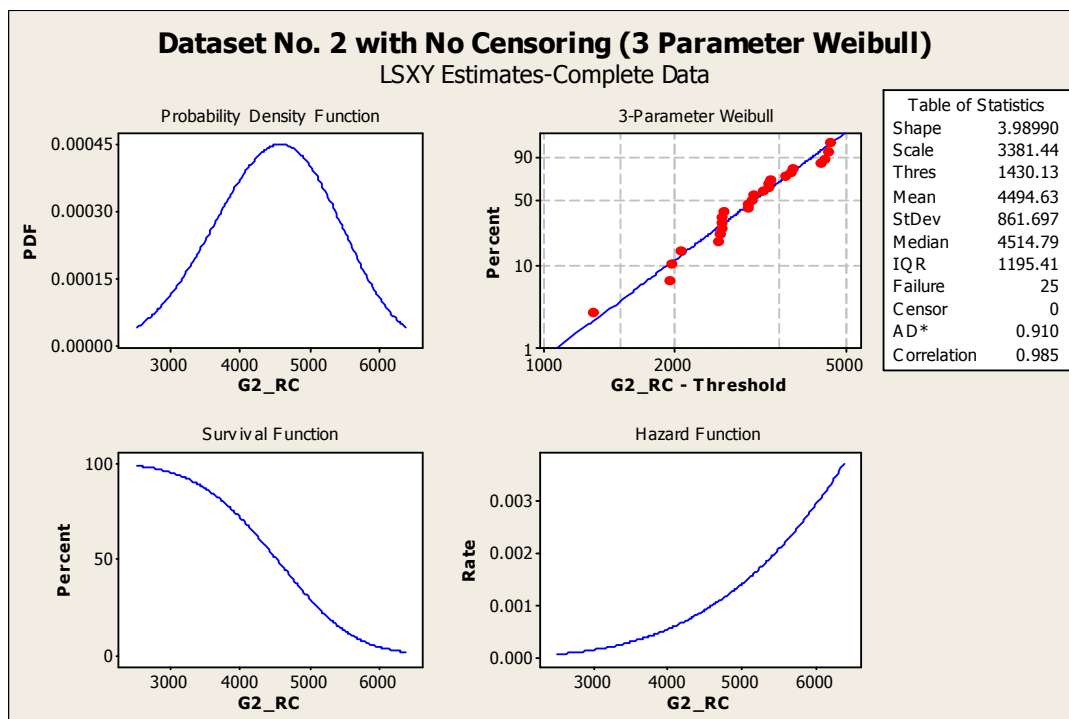 Dataset No. 2 with No Censoring (3 Parameter Weibull)
LSXY Estimates-Complete Data
Probability Density Function
0.00045
0.00030
0.00015
0.00000
PDF
3000 4000 5000 6000
G2_RC
3-Parameter Weibull
90
50
10
1
Percent
1000 2000 5000
G2_RC - Threshold
Table of Statistics
Shape 3.98990
Scale 3381.44
Thres 1430.13
Mean 4494.63
StDev 861.697
Median 4514.79
IQR 1195.41
Failure 25
Censor 0
AD* 0.910
Correlation 0.985
Survival Function
100
50
0
Percent
3000 4000 5000 6000
G2_RC
Hazard Function
0.003
0.002
0.001
0.000
Rate
3000 4000 5000 6000
G2_RC